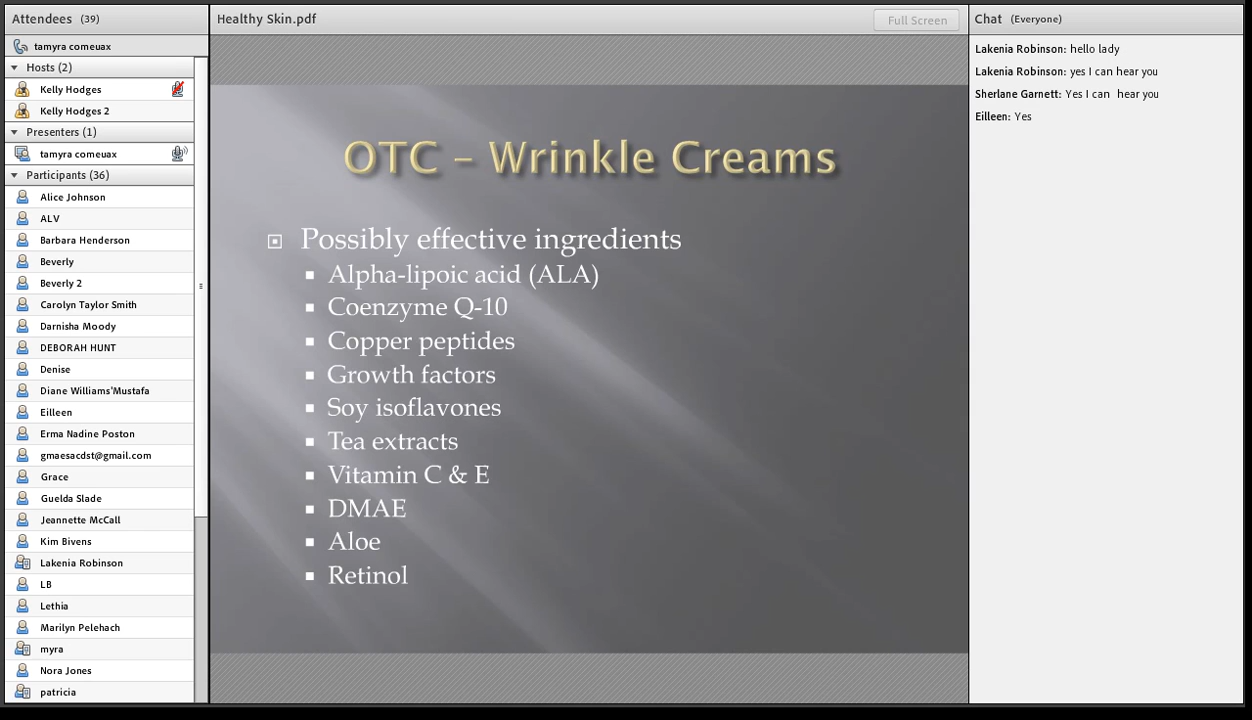 Attendees (39)
tamyra comeuax
Hosts (2)
Kelly Hodges
Kelly Hodges 2
Presenters (1)
tamyra comeuax
Participants (36)
Alice Johnson
ALV
Barbara Henderson
Beverly
Beverly 2
Carolyn Taylor Smith
Darnisha Moody
DEBORAH HUNT
Denise
Diane Williams'Mustafa
Eilleen
Erma Nadine Poston
gmaesacdst@gmail.com
Grace
Guelda Slade
Jeannette McCall
Kim Bivens
Lakenia Robinson
LB
Lethia
Marilyn Pelehach
myra
Nora Jones
patricia
Healthy Skin.pdf
Full Screen
OTC – Wrinkle Creams
Possibly effective ingredients
Alpha-lipoic acid (ALA)
Coenzyme Q-10
Copper peptides
Growth factors
Soy isoflavones
Tea extracts
Vitamin C & E
DMAE
Aloe
Retinol
Chat (Everyone)
Lakenia Robinson: hello lady
Lakenia Robinson: yes I can hear you
Sherlane Garnett: Yes I can  hear you
Eilleen: Yes